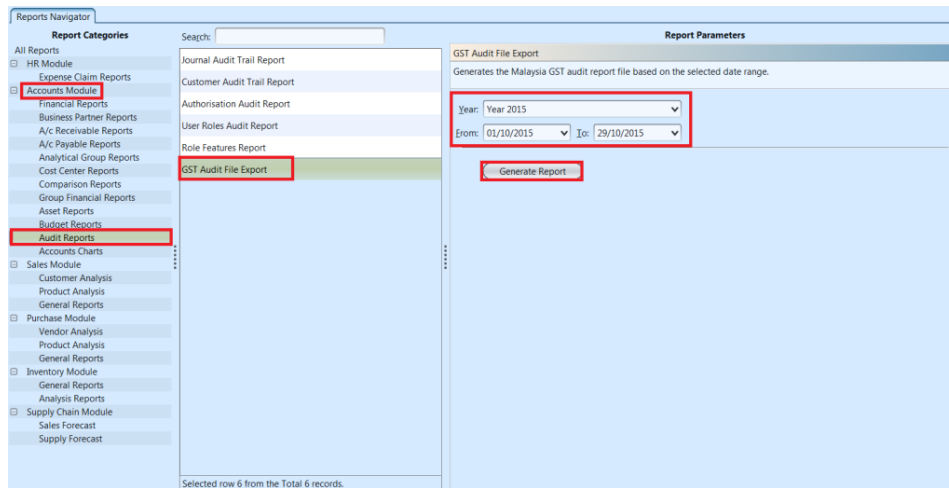 Reports Navigator
Report Categories
All Reports
HR Module
Expense Claim Reports
Accounts Module
Financial Reports
Business Partner Reports
A/c Receivable Reports
A/c Payable Reports
Analytical Group Reports
Cost Center Reports
Comparison Reports
Group Financial Reports
Asset Reports
Budget Reports
Audit Reports
Accounts Charts
Sales Module
Customer Analysis
Product Analysis
General Reports
Purchase Module
Vendor Analysis
Product Analysis
General Reports
Inventory Module
General Reports
Analysis Reports
Supply Chain Module
Sales Forecast
Supply Forecast
Search:
Journal Audit Trail Report
Customer Audit Trail Report
Authorisation Audit Report
User Roles Audit Report
Role Features Report
GST Audit File Export
Selected row 6 from the Total 6 records.
Report Parameters
GST Audit File Export
Generates the Malaysia GST audit report file based on the selected date range.
Year: Year 2015
From: 01/10/2015 To: 29/10/2015
Generate Report